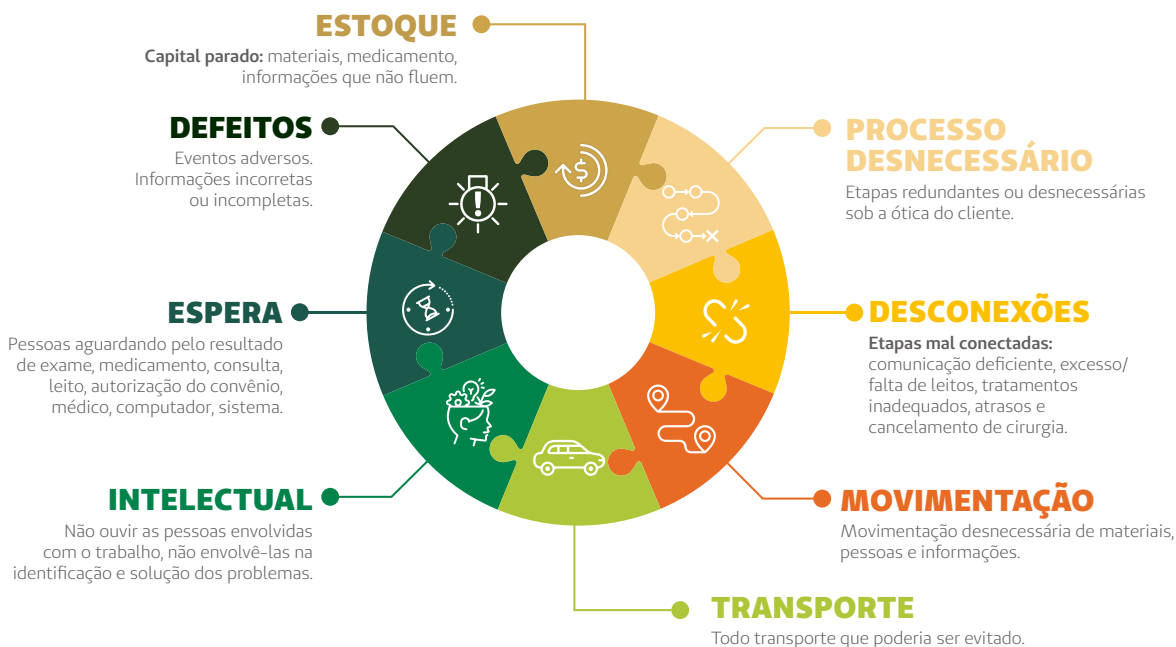 ESTOQUE
Capital parado: materiais, medicamento,
informações que não fluem.
PROCESSO
DESNECESSÁRIO
Etapas redundantes ou desnecessárias
sob a ótica do cliente.
DESCONEXÕES
Etapas mal conectadas:
comunicação deficiente, excesso/
falta de leitos, tratamentos
inadequados, atrasos e
cancelamento de cirurgia.
MOVIMENTAÇÃO
Movimentação desnecessária de materiais,
pessoas e informações.
TRANSPORTE
Todo transporte que poderia ser evitado.
INTELECTUAL
Não ouvir as pessoas envolvidas
com o trabalho, não envolvê-las na
identificação e solução dos problemas.
ESPERA
Pessoas aguardando pelo resultado
de exame, medicamento, consulta,
leito, autorização do convênio,
médico, computador, sistema.
DEFEITOS
Eventos adversos.
Informações incorretas
ou incompletas.